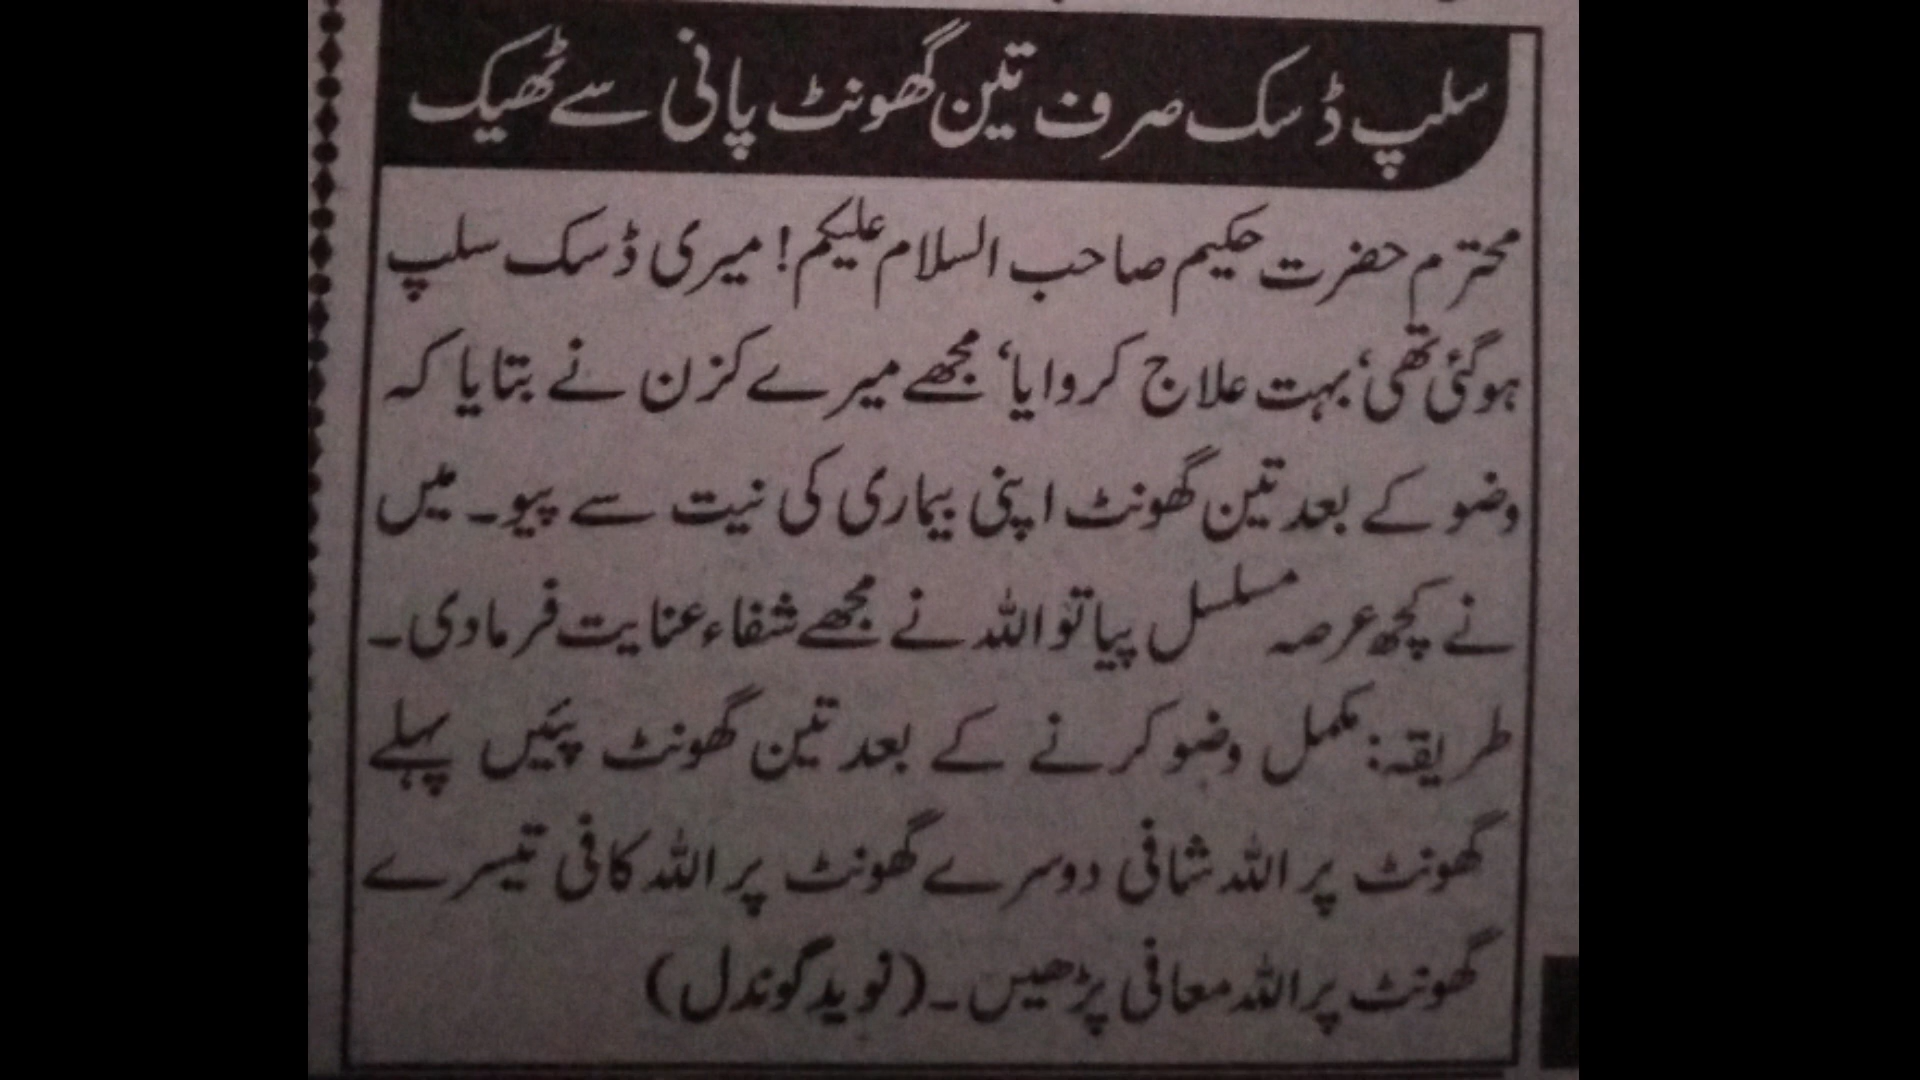 سلپ ڈسک صرف تین گھونٹ پانی سے ٹھیک
محترم حضرت حکیم صاحب السلام علیکم! میری ڈسک سلپ
ہوگئی تھی‘ بہت علاج کروایا‘ مجھے میرے کزن نے بتایا کہ
وضو کے بعد تین گھونٹ اپنی بیماری کی نیت سے پیو۔ میں
نے کچھ عرصہ مسلسل پیا تو اللہ نے مجھے شفاء عنایت فرمادی۔
طریقہ: مکمل وضو کرنے کے بعد تین گھونٹ پئیں پہلے
گھونٹ پر اللہ شافی دوسرے گھونٹ پر اللہ کافی تیسرے
گھونٹ پر اللہ معافی پڑھیں۔ (نوید گوندل)